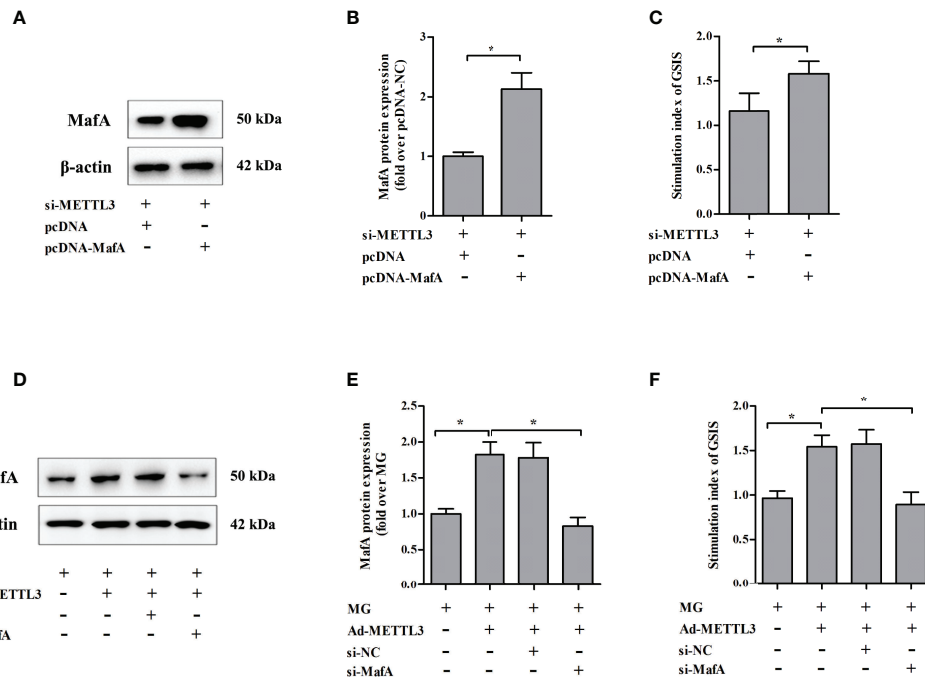 A
MafA
50 kDa
β-actin
42 kDa
si-METTL3 + +
pcDNA + -
pcDNA-MafA - +
B
MafA protein expression
(fold over pcDNA-NC)
3
2
1
0
*
si-METTL3 + +
pcDNA + -
pcDNA-MafA - +
C
Stimulation index of GSIS
2.0
1.5
1.0
0.5
0.0
*
si-METTL3 + +
pcDNA + -
pcDNA-MafA - +
D
fA
50 kDa
tin
42 kDa
+ + + +
ETTL3 - + + +
- - + -
fA - - - +
E
MafA protein expression
(fold over MG)
2.5
2.0
1.5
1.0
0.5
0.0
* *
MG + + + +
Ad-METTL3 - + + +
si-NC - - + -
si-MafA - - - +
F
Stimulation index of GSIS
2.0
1.5
1.0
0.5
0.0
* *
MG + + + +
Ad-METTL3 - + + +
si-NC - - + -
si-MafA - - - +